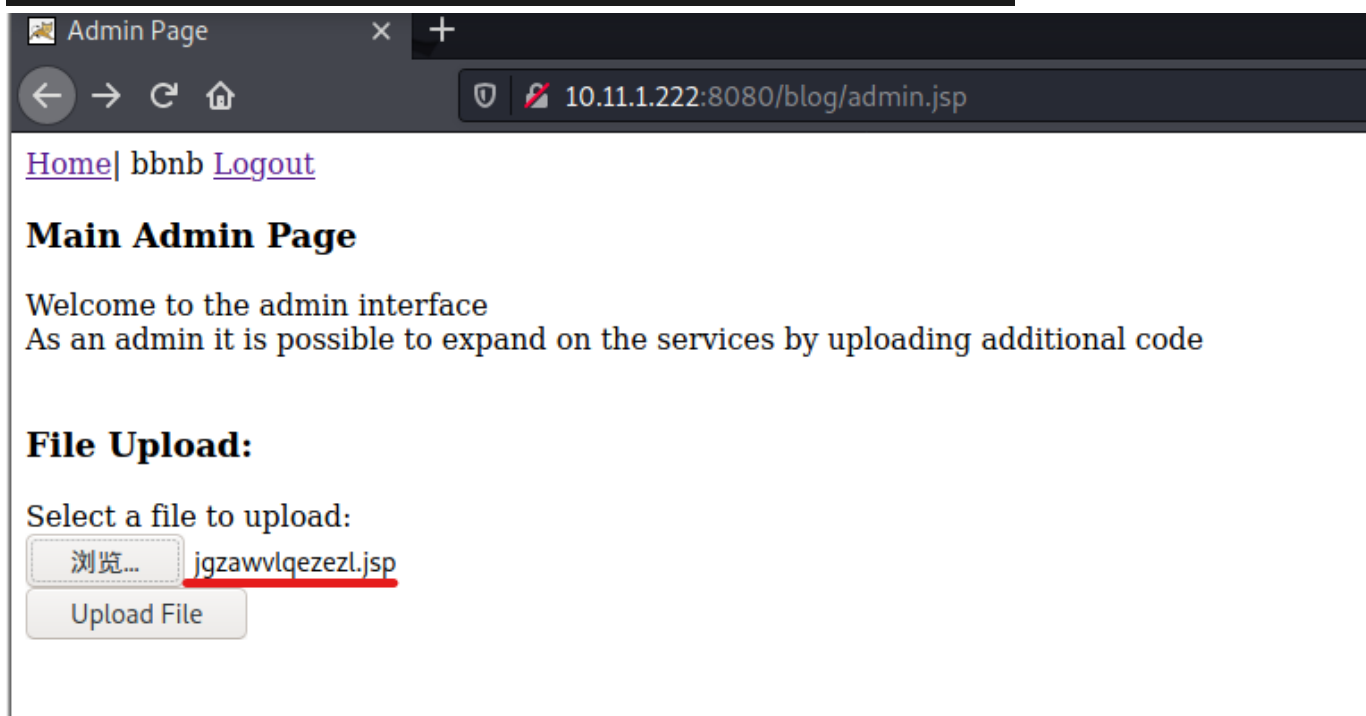 Admin Page
10.11.1.222:8080/blog/admin.jsp
Home| bbnb Logout
Main Admin Page
Welcome to the admin interface
As an admin it is possible to expand on the services by uploading additional code
File Upload:
Select a file to upload:
浏览... jgzawvlqezezl.jsp
Upload File